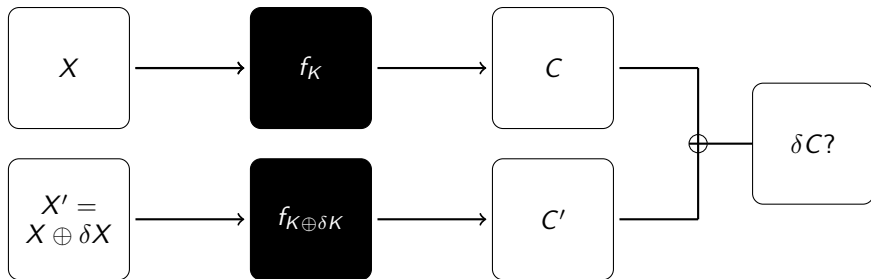 X
f_K
C
δC?
X′ =
X ⊕ δX
f_{K⊕δK}
C′